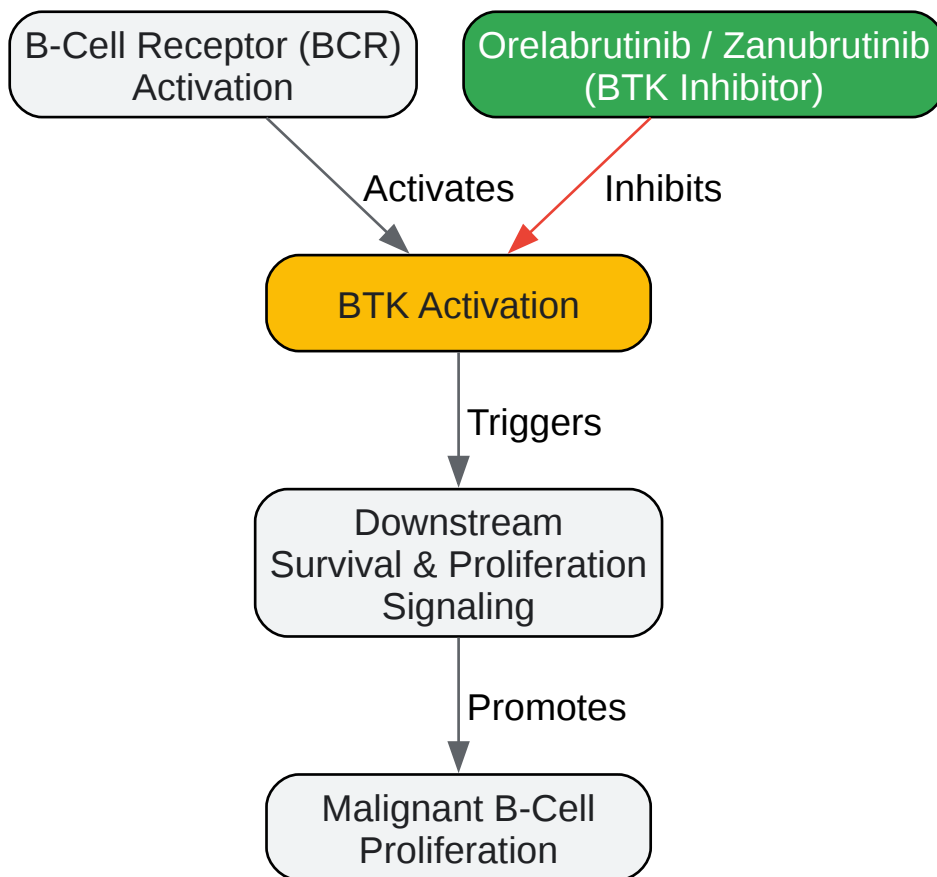 B-Cell Receptor (BCR)
Activation
Orelabrutinib / Zanubrutinib
(BTK Inhibitor)
Activates
Inhibits
BTK Activation
Triggers
Downstream
Survival & Proliferation
Signaling
Promotes
Malignant B-Cell
Proliferation